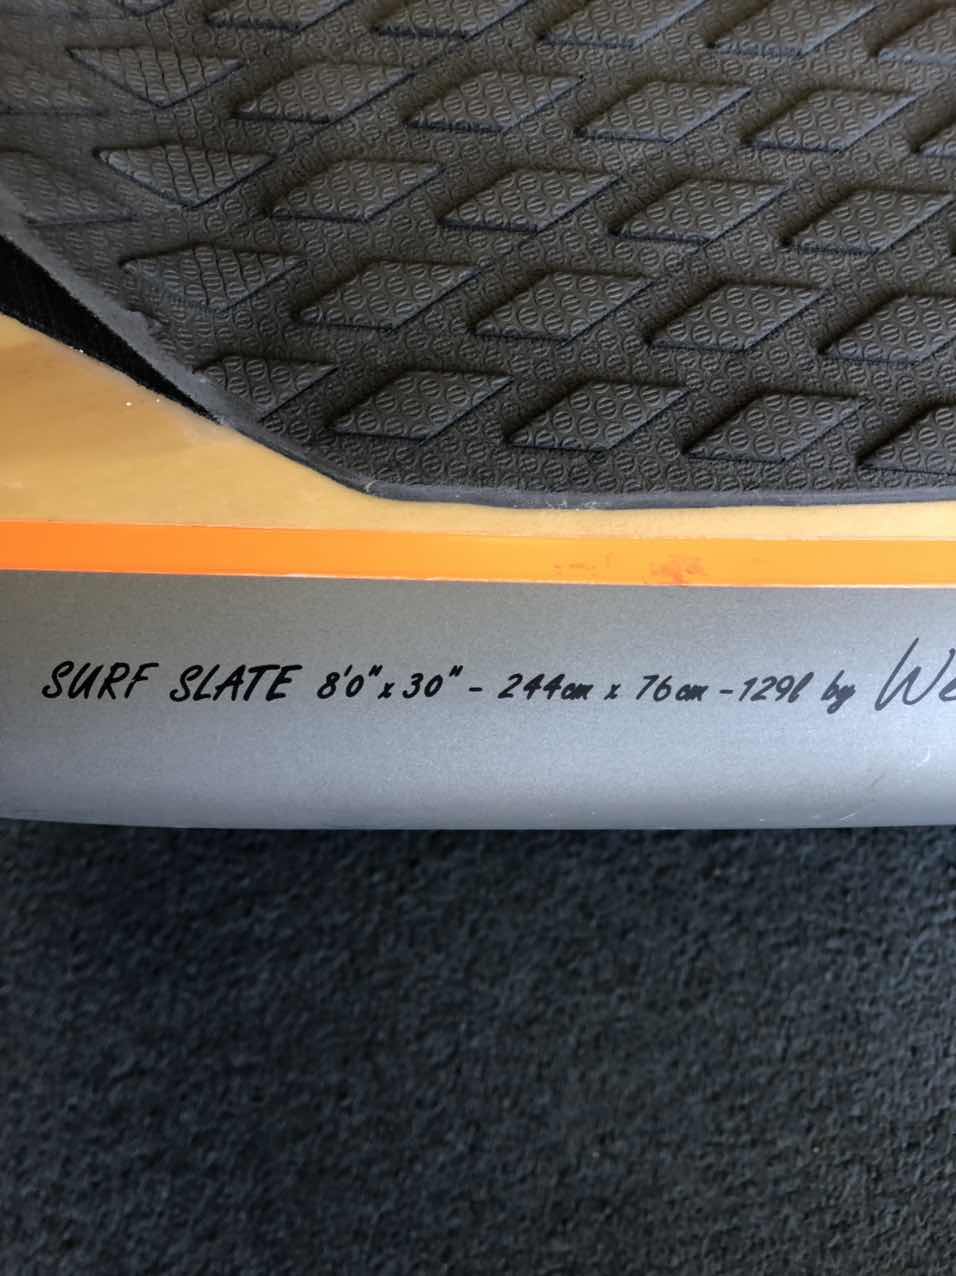 SURF SLATE 8'0" x 30" - 244cm x 76cm - 129l by